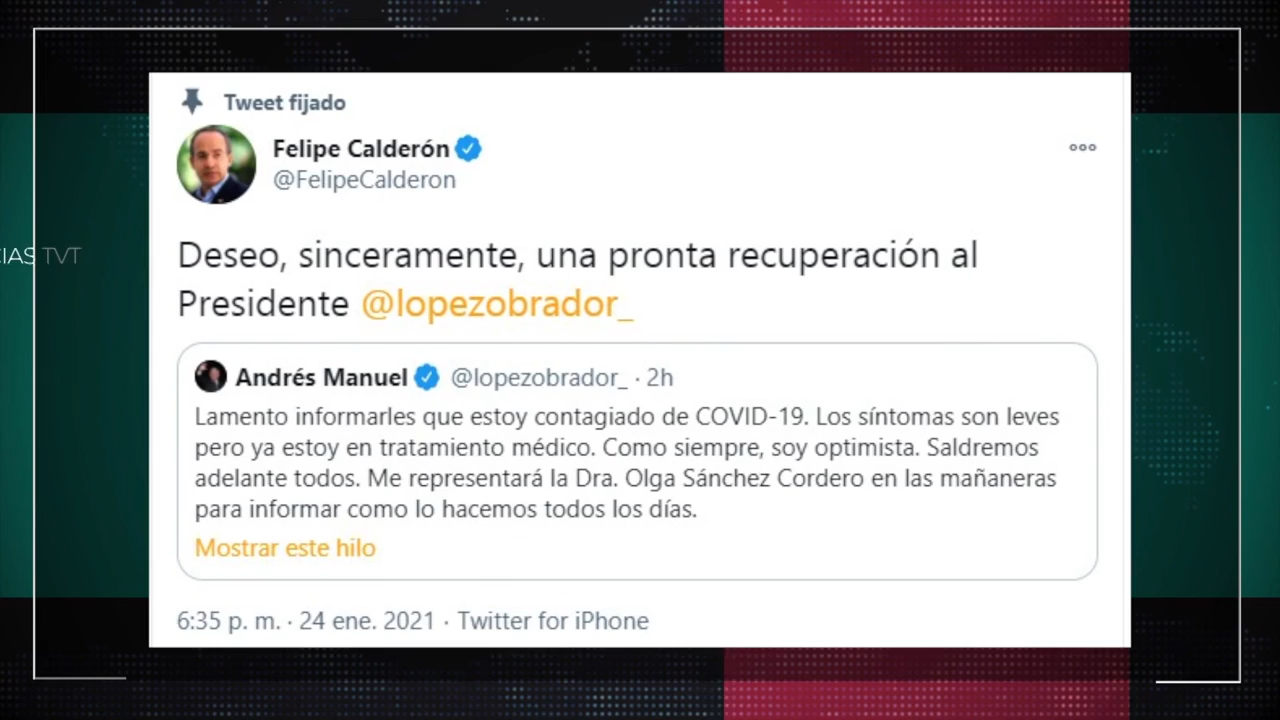 Tweet fijado
Felipe Calderón
@FelipeCalderon
Deseo, sinceramente, una pronta recuperación al
Presidente @lopezobrador_
Andrés Manuel @lopezobrador_ · 2h
Lamento informarles que estoy contagiado de COVID-19. Los síntomas son leves
pero ya estoy en tratamiento médico. Como siempre, soy optimista. Saldremos
adelante todos. Me representará la Dra. Olga Sánchez Cordero en las mañaneras
para informar como lo hacemos todos los días.
Mostrar este hilo
6:35 p. m. · 24 ene. 2021 · Twitter for iPhone
TVT